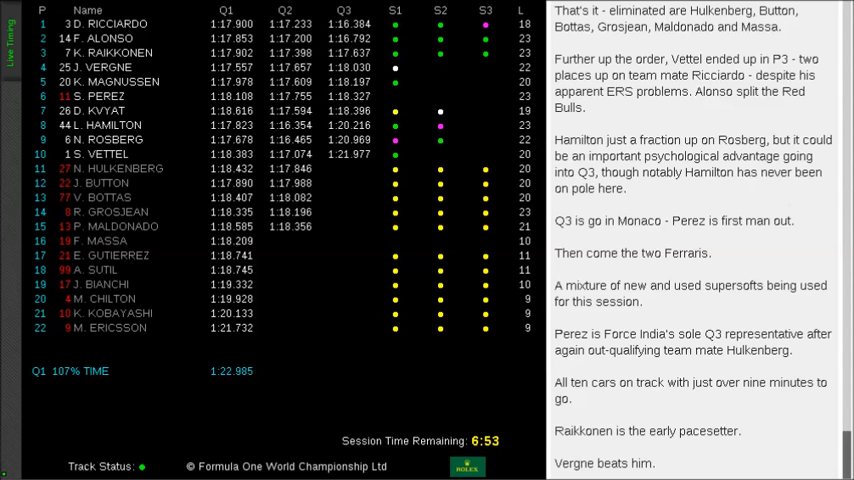 Live Timing
P Name Q1 Q2 Q3 S1 S2 S3 L
1 3 D. RICCIARDO 1:17.900 1:17.233 1:16.384 18
2 14 F. ALONSO 1:17.853 1:17.200 1:16.792 23
3 7 K. RAIKKONEN 1:17.902 1:17.398 1:17.389 23
4 25 J. VERGNE 1:17.557 1:17.657 1:18.030 22
5 20 K. MAGNUSSEN 1:17.978 1:17.609 1:18.197 20
6 11 S. PEREZ 1:18.108 1:17.755 1:18.327 23
7 26 D. KVYAT 1:18.616 1:17.594 1:18.396 19
8 44 L. HAMILTON 1:17.823 1:16.354 1:20.216 23
9 6 N. ROSBERG 1:17.678 1:16.465 1:20.969 22
10 1 S. VETTEL 1:18.383 1:17.074 1:21.977 20
11 27 N. HULKENBERG 1:18.432 1:17.846 20
12 22 J. BUTTON 1:17.890 1:17.988 20
13 77 V. BOTTAS 1:18.407 1:18.082 20
14 8 R. GROSJEAN 1:18.335 1:18.196 23
15 13 P. MALDONADO 1:18.585 1:18.356 21
16 19 F. MASSA 1:18.209 10
17 21 E. GUTIERREZ 1:18.741 11
18 99 A. SUTIL 1:18.745 11
19 17 J. BIANCHI 1:19.332 10
20 4 M. CHILTON 1:19.928 9
21 10 K. KOBAYASHI 1:20.133 9
22 9 M. ERICSSON 1:21.732 9
Q1 107% TIME 1:22.985
Session Time Remaining: 6:53
Track Status: © Formula One World Championship Ltd ROLEX
That's it - eliminated are Hulkenberg, Button,
Bottas, Grosjean, Maldonado and Massa.
Further up the order, Vettel ended up in P3 - two
places up on team mate Ricciardo - despite his
apparent ERS problems. Alonso split the Red
Bulls.
Hamilton just a fraction up on Rosberg, but it could
be an important psychological advantage going
into Q3, though notably Hamilton has never been
on pole here.
Q3 is go in Monaco - Perez is first man out.
Then come the two Ferraris.
A mixture of new and used supersofts being used
for this session.
Perez is Force India's sole Q3 representative after
again out-qualifying team mate Hulkenberg.
All ten cars on track with just over nine minutes to
go.
Raikkonen is the early pacesetter.
Vergne beats him.